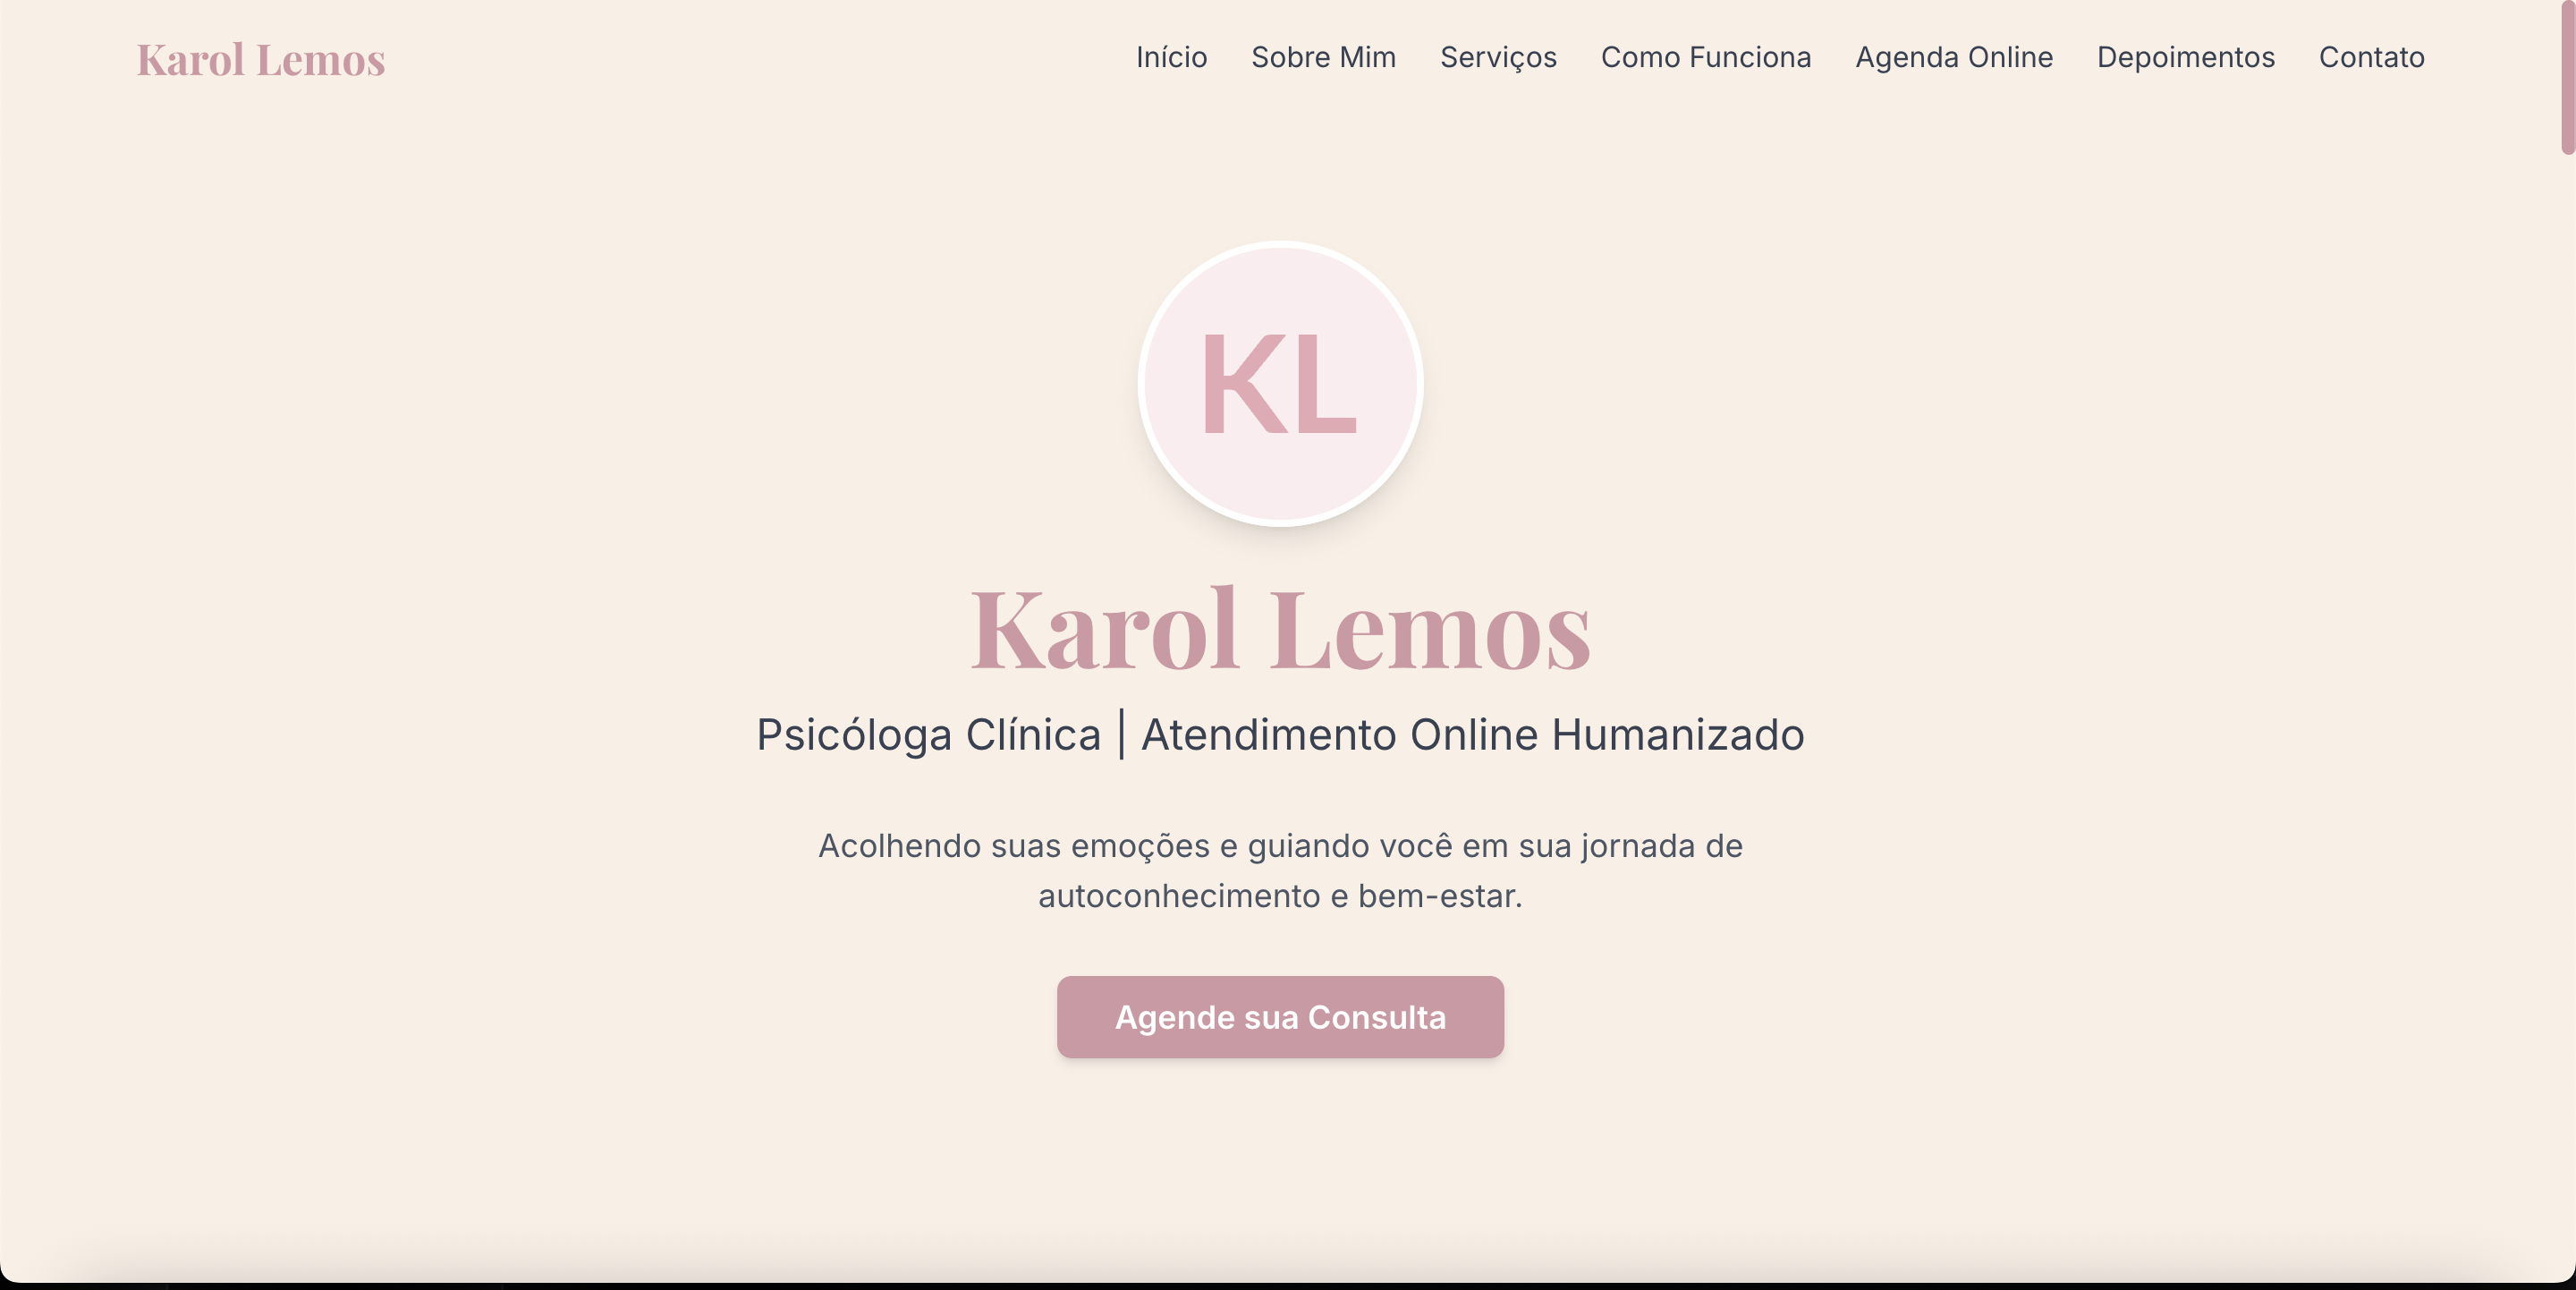 Karol Lemos
Início Sobre Mim Serviços Como Funciona Agenda Online Depoimentos Contato
KL
Karol Lemos
Psicóloga Clínica | Atendimento Online Humanizado
Acolhendo suas emoções e guiando você em sua jornada de
autoconhecimento e bem-estar.
Agende sua Consulta